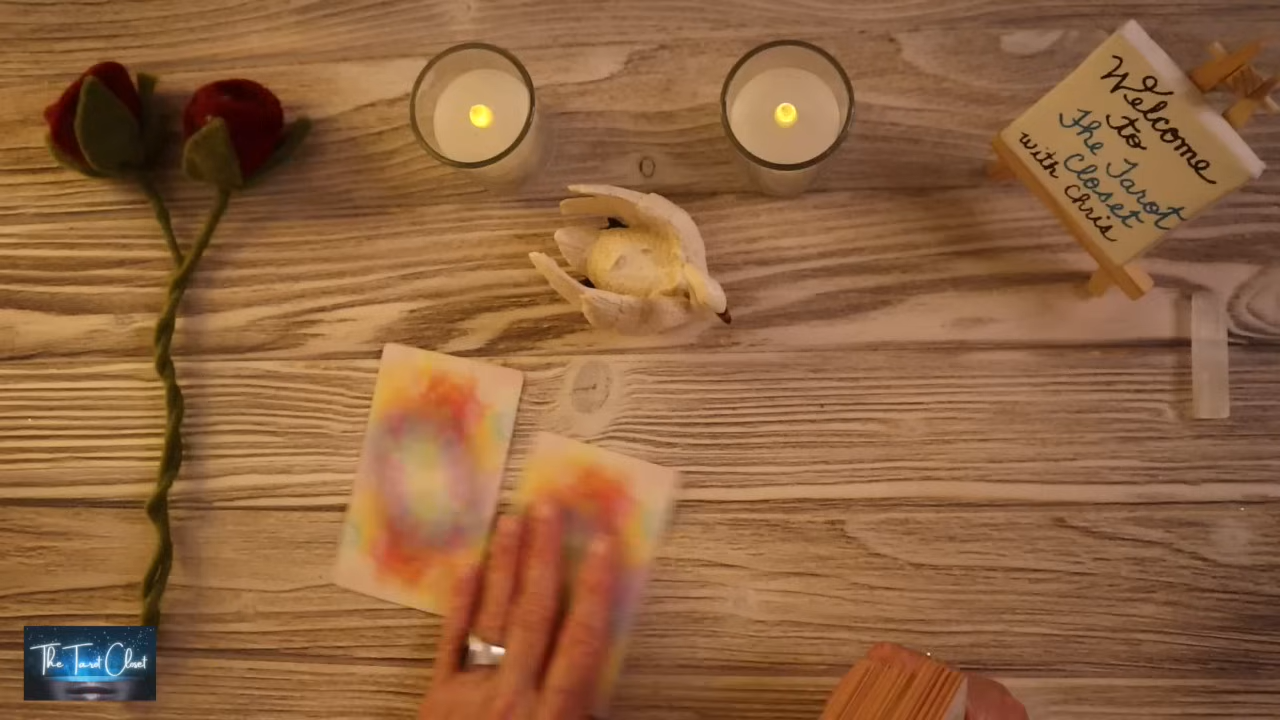 Welcome
to
The Tarot
Closet
with Chris
The Tarot Closet